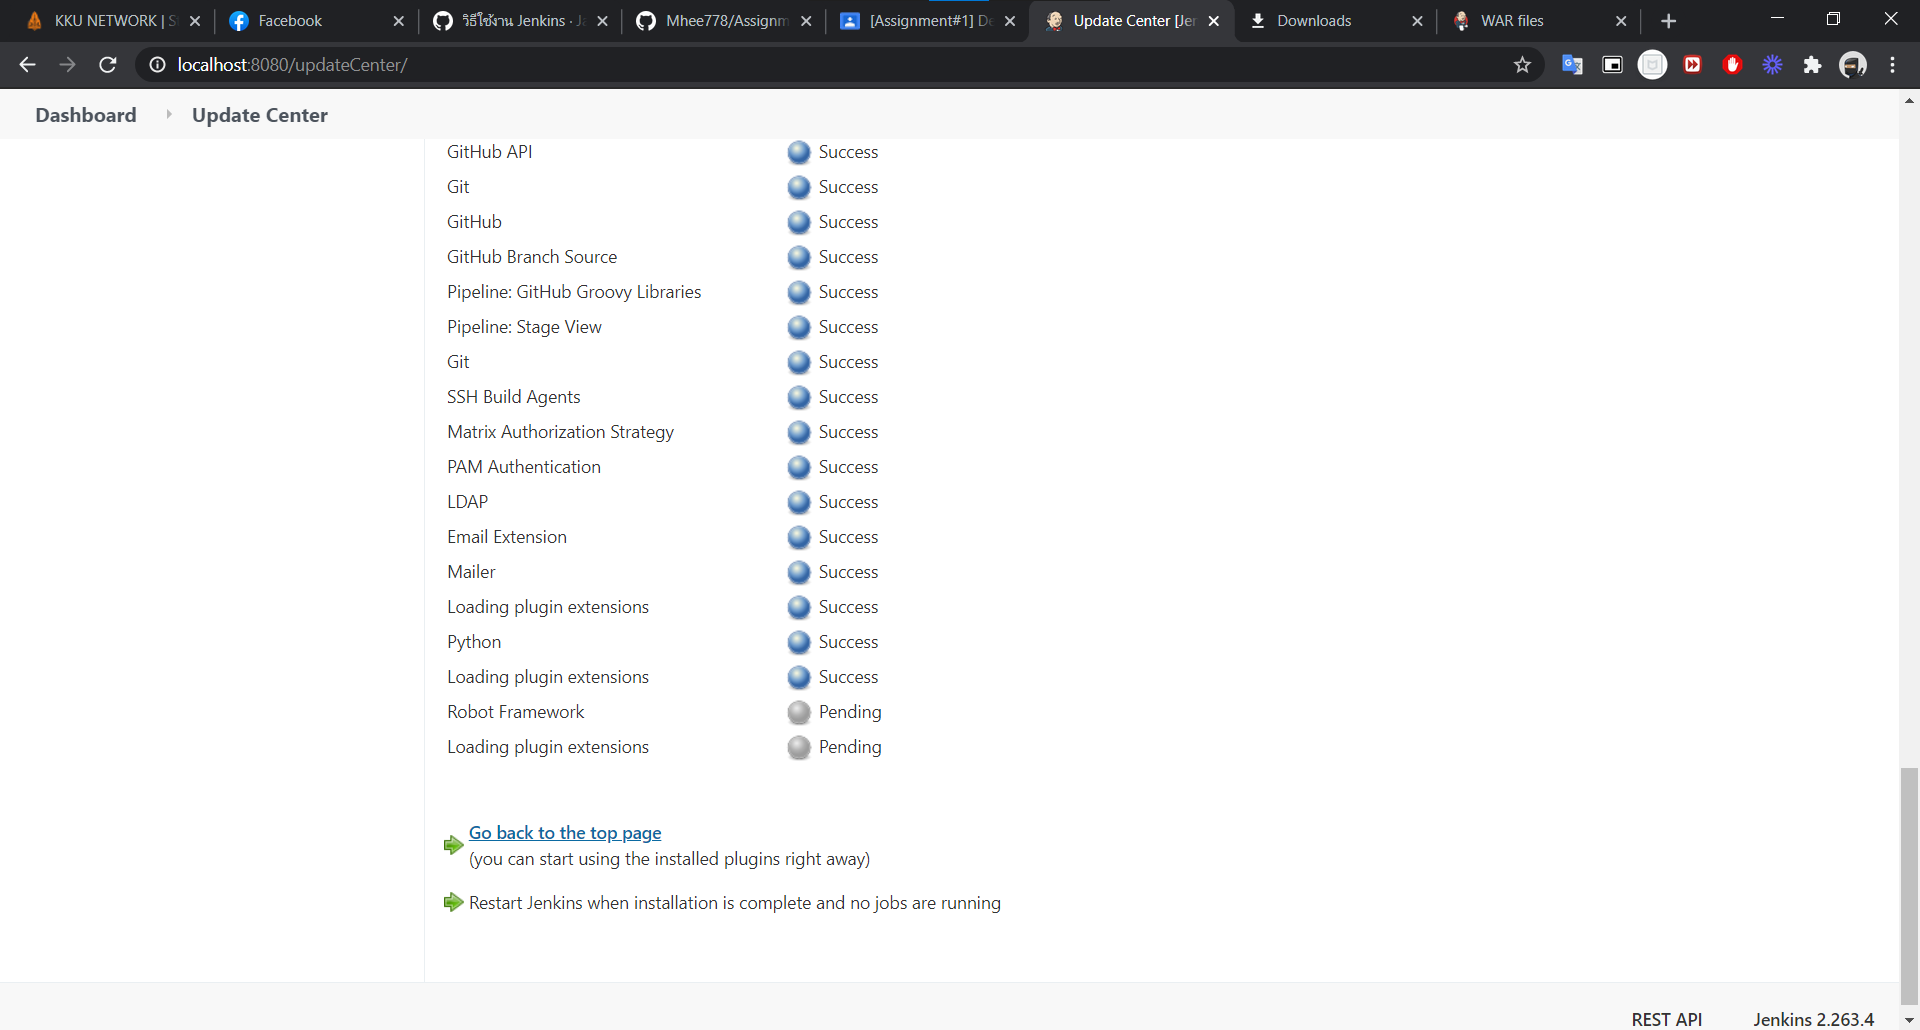 KKU NETWORK | S
Facebook
วิธีใช้งาน Jenkins · Ja
Mhee778/Assignm
[Assignment#1] De
Update Center [Jen
Downloads
WAR files
localhost:8080/updateCenter/
Dashboard
Update Center
GitHub API Success
Git Success
GitHub Success
GitHub Branch Source Success
Pipeline: GitHub Groovy Libraries Success
Pipeline: Stage View Success
Git Success
SSH Build Agents Success
Matrix Authorization Strategy Success
PAM Authentication Success
LDAP Success
Email Extension Success
Mailer Success
Loading plugin extensions Success
Python Success
Loading plugin extensions Success
Robot Framework Pending
Loading plugin extensions Pending
Go back to the top page
(you can start using the installed plugins right away)
Restart Jenkins when installation is complete and no jobs are running
REST API
Jenkins 2.263.4